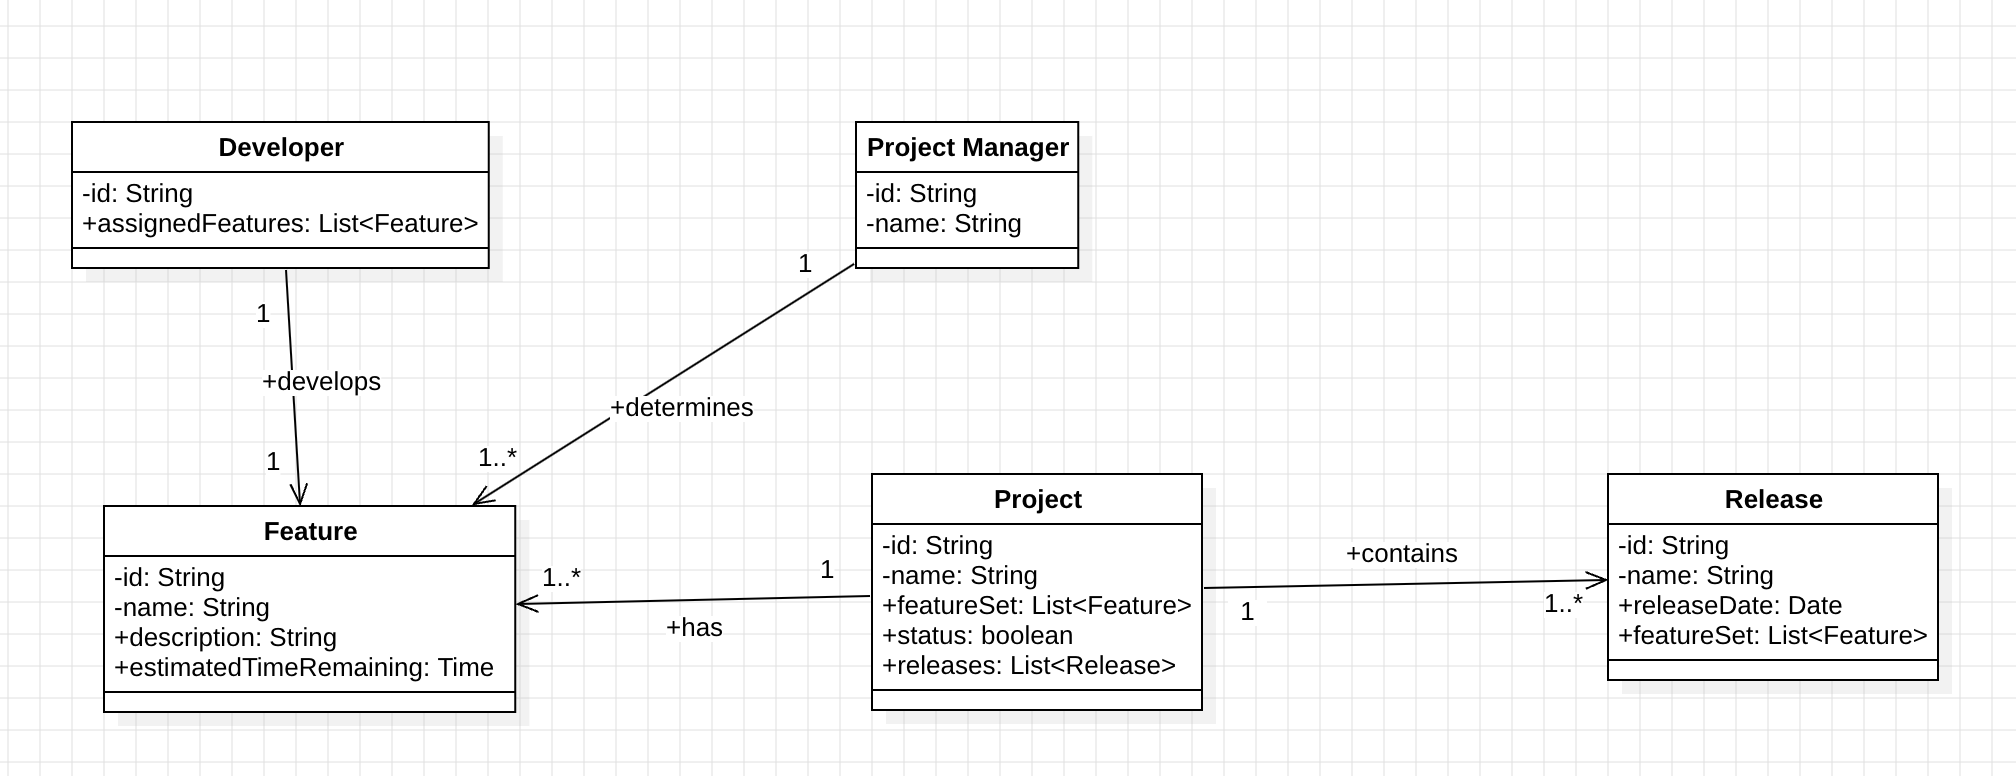 Developer
-id: String
+assignedFeatures: List<Feature>
Project Manager
-id: String
-name: String
1
+develops
1
1
+determines
1..*
Feature
-id: String
-name: String
+description: String
+estimatedTimeRemaining: Time
1..*
+has
1
Project
-id: String
-name: String
+featureSet: List<Feature>
+status: boolean
+releases: List<Release>
+contains
1
1..*
Release
-id: String
-name: String
+releaseDate: Date
+featureSet: List<Feature>